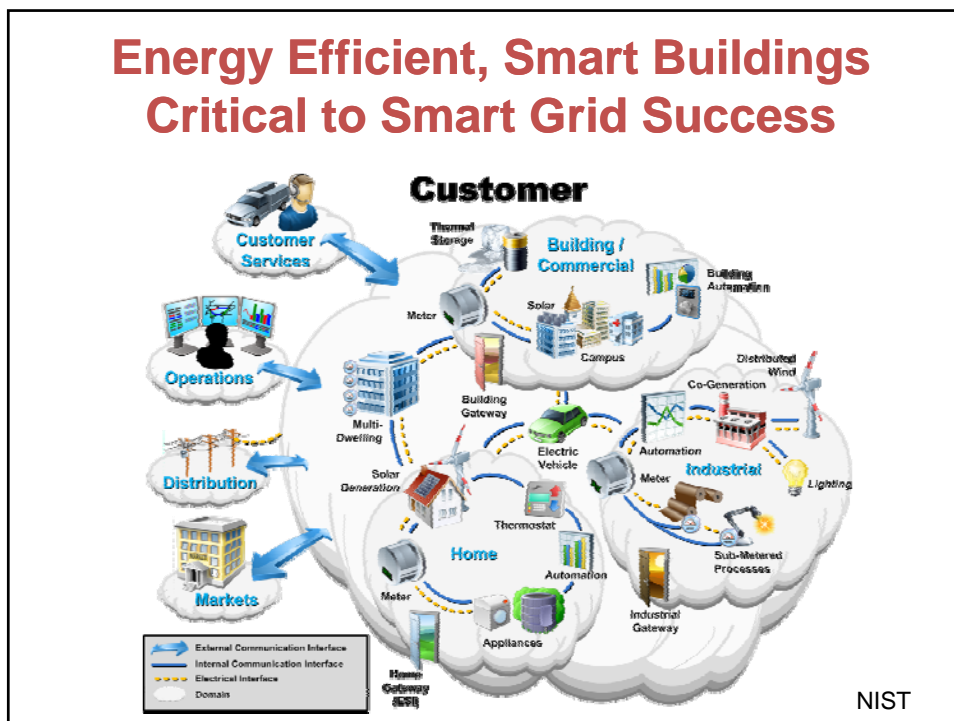 Energy Efficient, Smart Buildings
Critical to Smart Grid Success
Customer
Customer
Services
Thermal
Storage
Building /
Commercial
Building
Automation
Meter
Solar
Campus
Operations
Multi-
Dwelling
Building
Gateway
Electric
Vehicle
Distributed
Wind
Co-Generation
Automation
Industrial
Meter
Lighting
Distribution
Solar
Generation
Thermostat
Home
Automation
Sub-Metered
Processes
Markets
Meter
Appliances
Industrial
Gateway
Home
Gateway
(ESI)
External Communication Interface
Internal Communication Interface
Electrical Interface
Domain
NIST